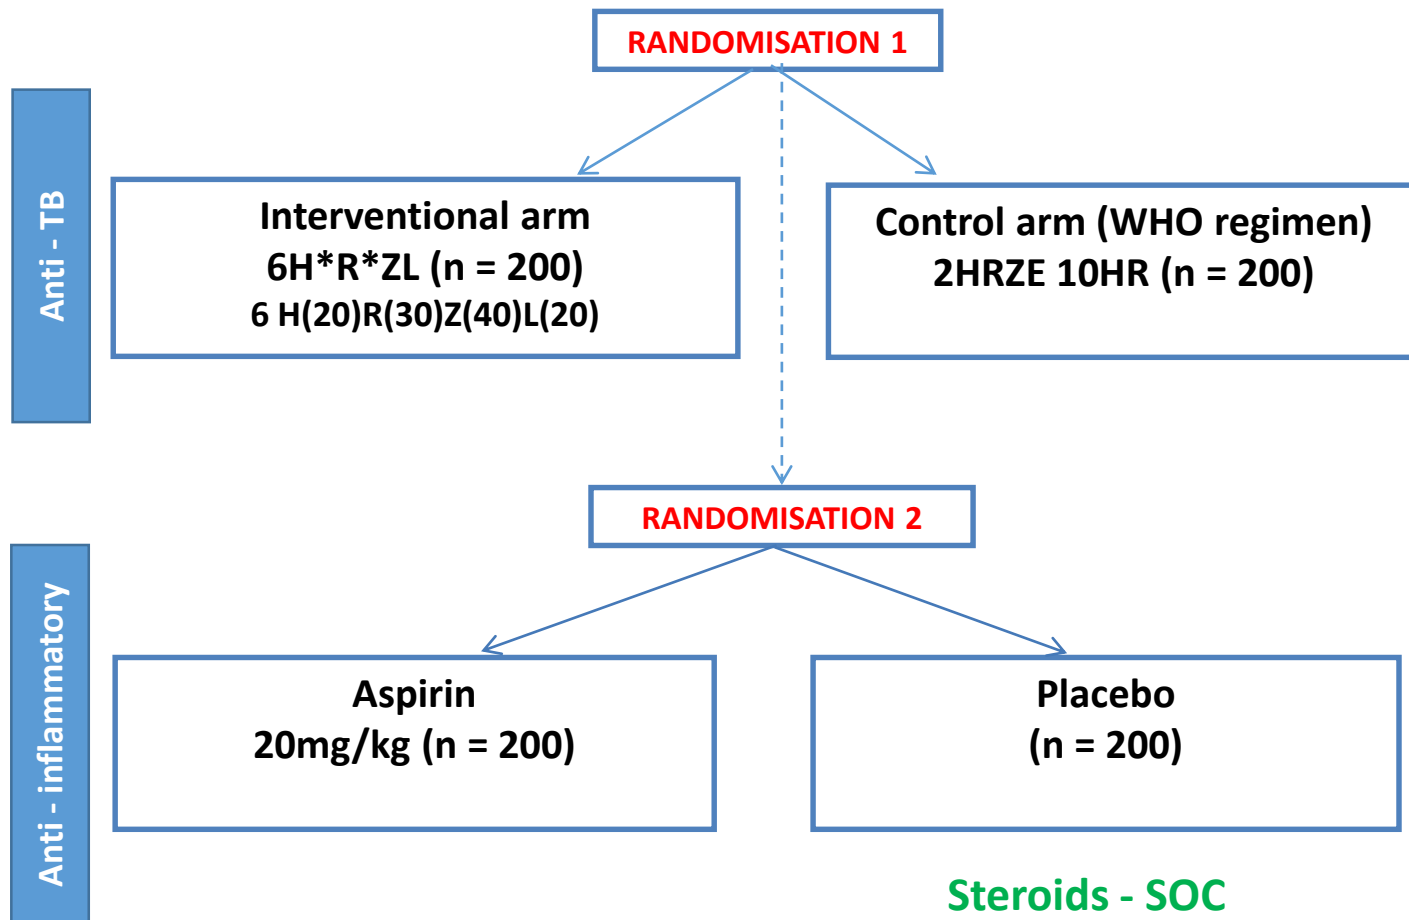 RANDOMISATION 1
Anti - TB
Interventional arm
6H*R*ZL (n = 200)
6 H(20)R(30)Z(40)L(20)
Control arm (WHO regimen)
2HRZE 10HR (n = 200)
RANDOMISATION 2
Anti - inflammatory
Aspirin
20mg/kg (n = 200)
Placebo
(n = 200)
Steroids - SOC